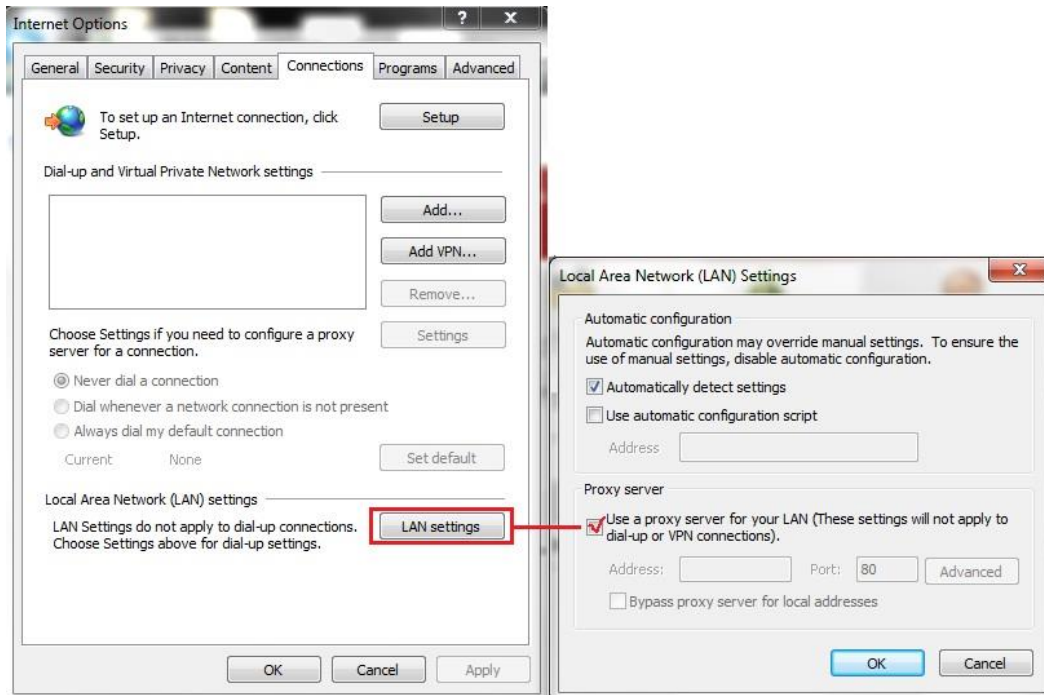 Internet Options
?
X
General Security Privacy Content Connections Programs Advanced
To set up an Internet connection, click
Setup.
Setup
Dial-up and Virtual Private Network settings
Add...
Add VPN...
Remove...
Choose Settings if you need to configure a proxy
server for a connection.
Settings
Never dial a connection
Dial whenever a network connection is not present
Always dial my default connection
Current None
Set default
Local Area Network (LAN) settings
LAN Settings do not apply to dial-up connections.
Choose Settings above for dial-up settings.
LAN settings
OK Cancel Apply
Local Area Network (LAN) Settings
X
Automatic configuration
Automatic configuration may override manual settings. To ensure the
use of manual settings, disable automatic configuration.
Automatically detect settings
Use automatic configuration script
Address
Proxy server
Use a proxy server for your LAN (These settings will not apply to
dial-up or VPN connections).
Address: Port: 80 Advanced
Bypass proxy server for local addresses
OK Cancel